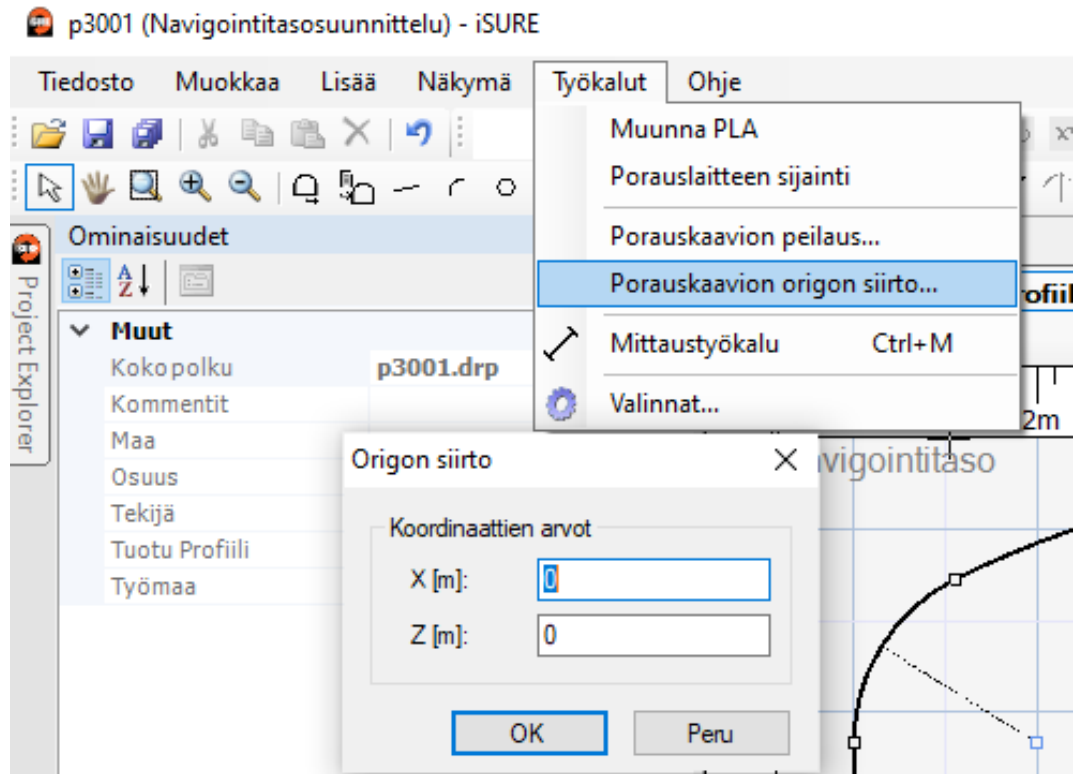 p3001 (Navigointitasosuunnittelu) - iSURE
Tiedosto Muokkaa Lisää Näkymä Työkalut Ohje
Muunna PLA
Porauslaitteen sijainti
Porauskaavion peilaus...
Porauskaavion origon siirto...
Mittaustyökalu Ctrl+M
Valinnat...
Project Explorer
Ominaisuudet
Muut
Koko polku p3001.drp
Kommentit
Maa
Osuus
Tekijä
Tuotu Profiili
Työmaa
ofiil
2m
vigointitaso
Origon siirto
Koordinaattien arvot
X [m]: 0
Z [m]: 0
OK Peru